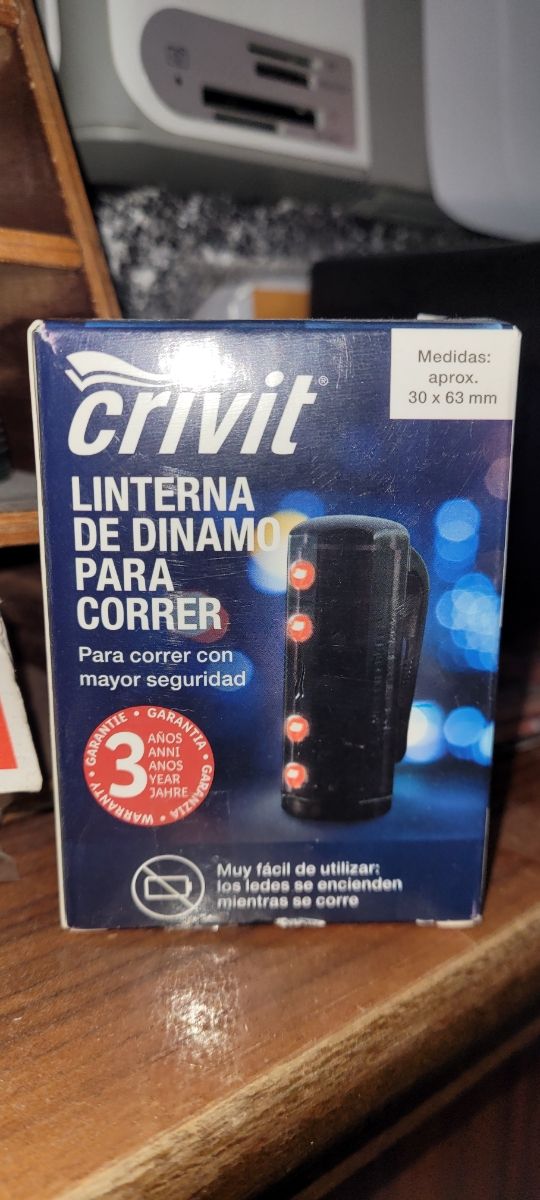 Medidas:
aprox.
30 x 63 mm
crivit®
LINTERNA
DE DINAMO
PARA
CORRER
Para correr con
mayor seguridad
GARANTIE • GARANTIA • GARANZIA • WARRANTY •
3
AÑOS
ANNI
ANOS
YEAR
JAHRE
Muy fácil de utilizar:
los ledes se encienden
mientras se corre